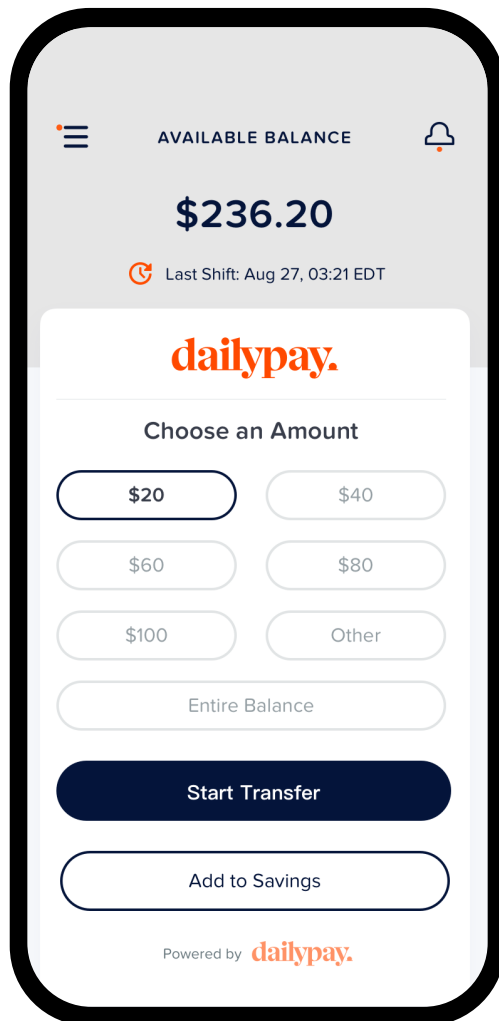 AVAILABLE BALANCE
$236.20
Last Shift: Aug 27, 03:21 EDT
dailypay.
Choose an Amount
$20
$40
$60
$80
$100
Other
Entire Balance
Start Transfer
Add to Savings
Powered by dailypay.